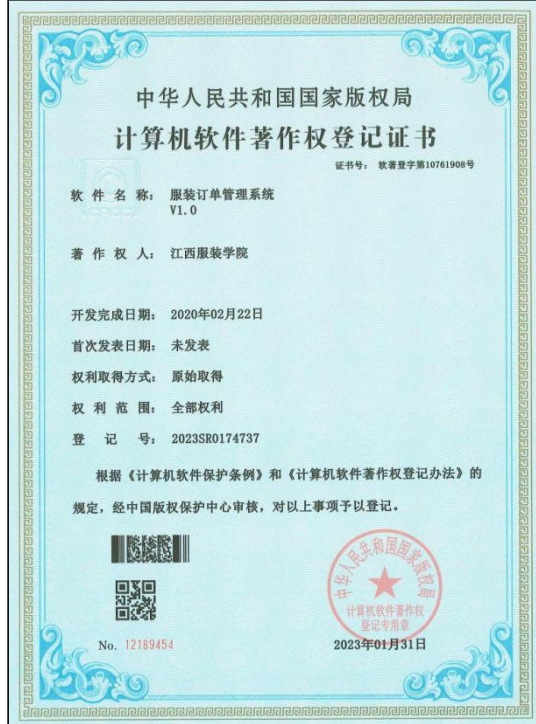 中华人民共和国国家版权局
计算机软件著作权登记证书
证书号： 软著登字第10761908号
软件名称： 服装订单管理系统
V1.0
著作权人： 江西服装学院
开发完成日期： 2020年02月22日
首次发表日期： 未发表
权利取得方式： 原始取得
权利范围： 全部权利
登记号： 2023SR0174737
根据《计算机软件保护条例》和《计算机软件著作权登记办法》的
规定，经中国版权保护中心审核，对以上事项予以登记。
中华人民共和国国家版权局
计算机软件著作权
登记专用章
No. 12189454
2023年01月31日